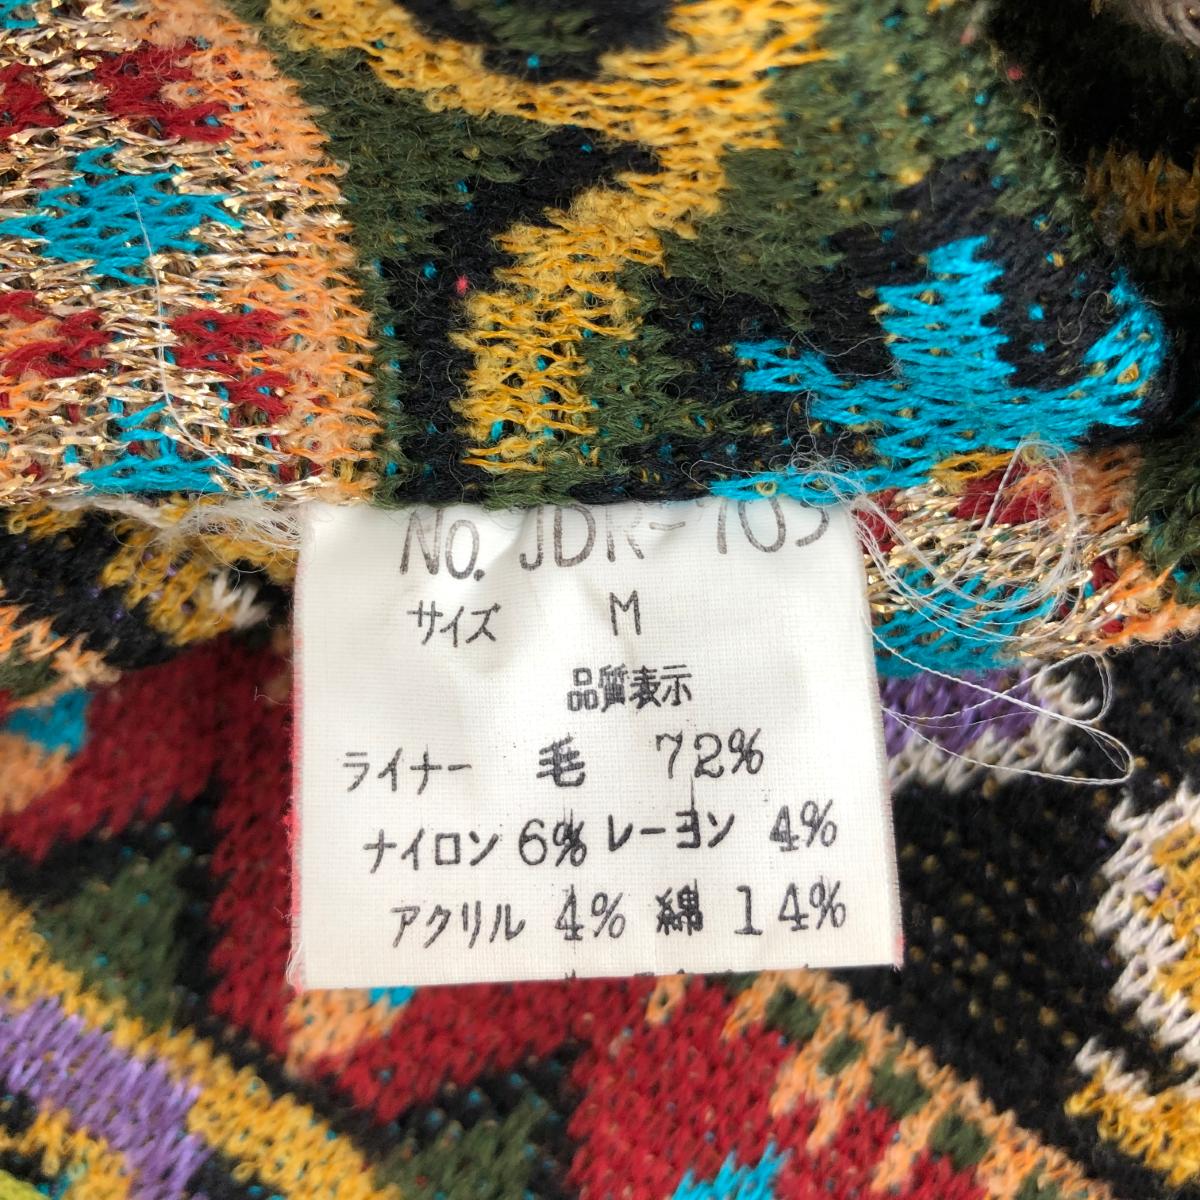 No. JDR-703
サイズ M
品質表示
ライナー 毛 72%
ナイロン 6% レーヨン 4%
アクリル 4% 綿 14%